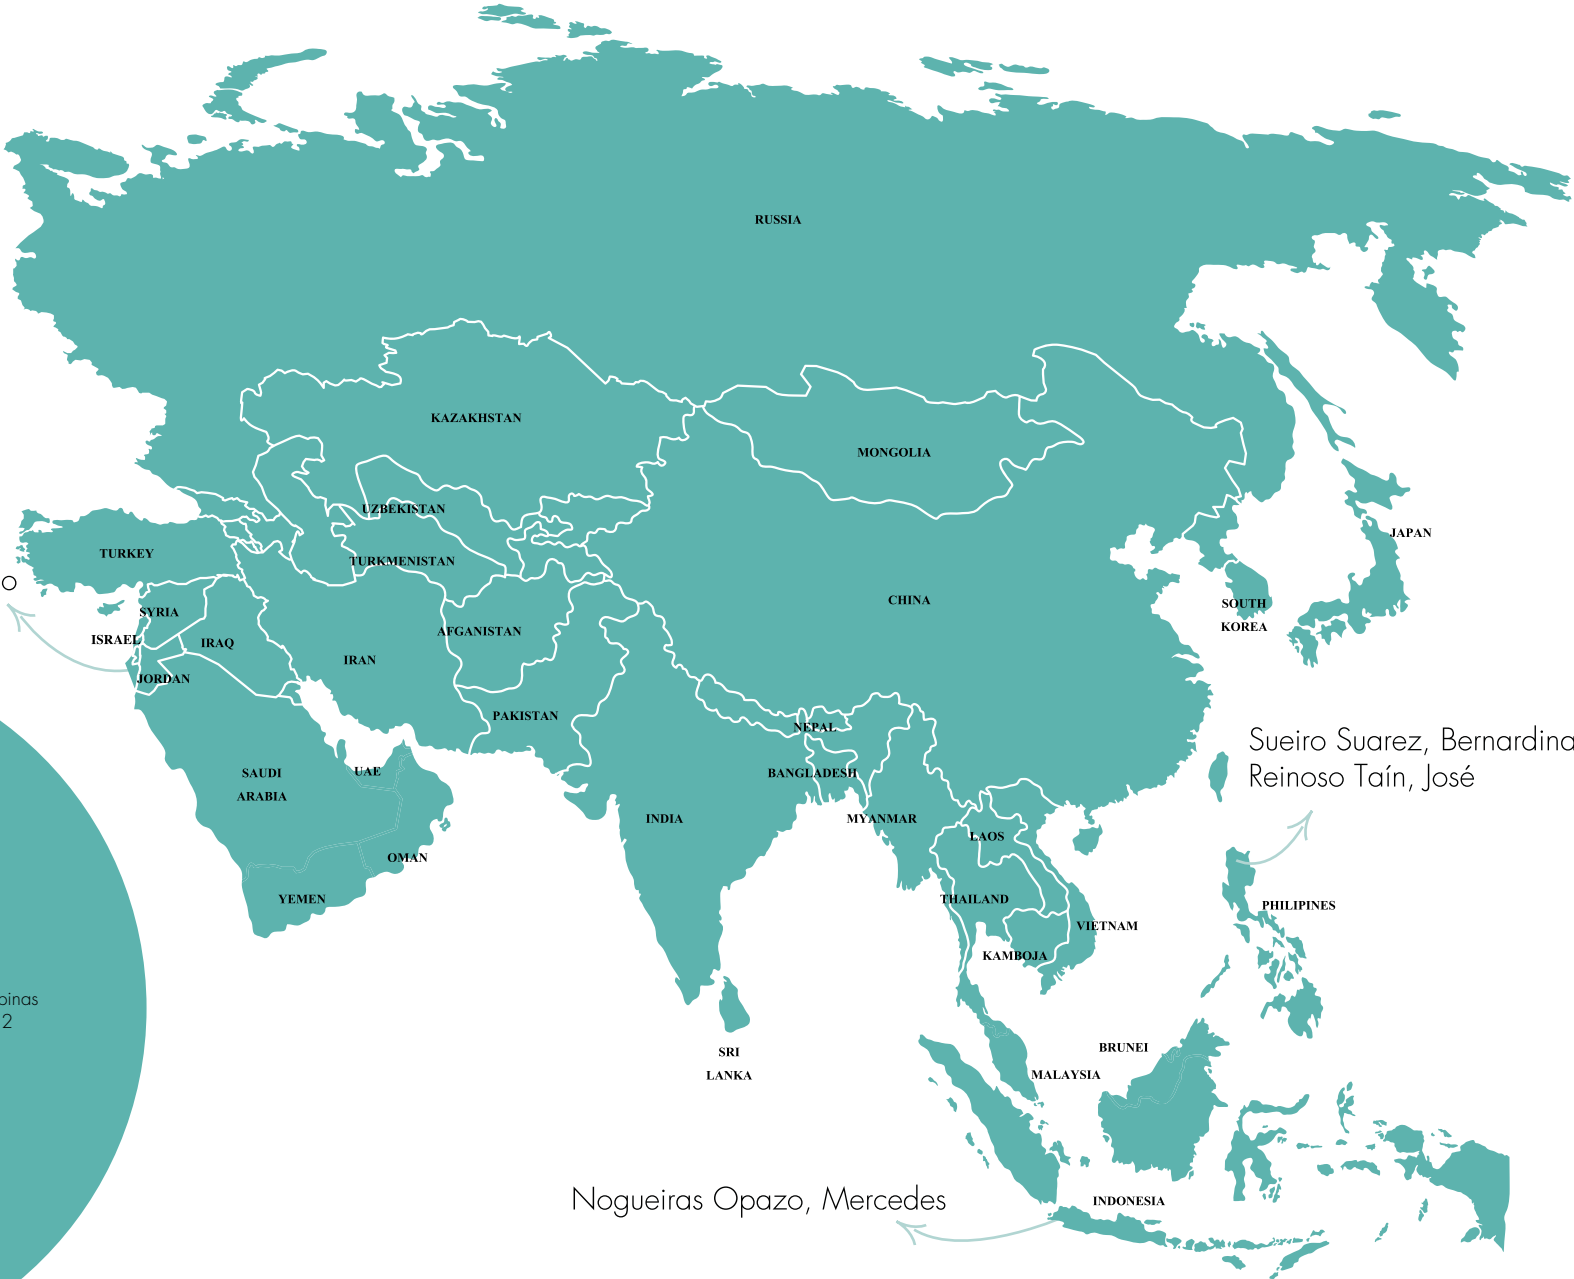 RUSSIA
KAZAKHSTAN
MONGOLIA
UZBEKISTAN
JAPAN
TURKEY
TURKMENISTAN
O
CHINA
SYRIA
SOUTH
KOREA
ISRAEL
IRAQ
AFGANISTAN
IRAN
JORDAN
PAKISTAN
NEPAL
Sueiro Suarez, Bernardina
Reinoso Taín, José
SAUDI
ARABIA
UAE
BANGLADESH
INDIA
MYANMAR
LAOS
OMAN
YEMEN
THAILAND
PHILIPINES
VIETNAM
KAMBOJA
pinas
2
SRI
LANKA
BRUNEI
MALAYSIA
Nogueiras Opazo, Mercedes
INDONESIA